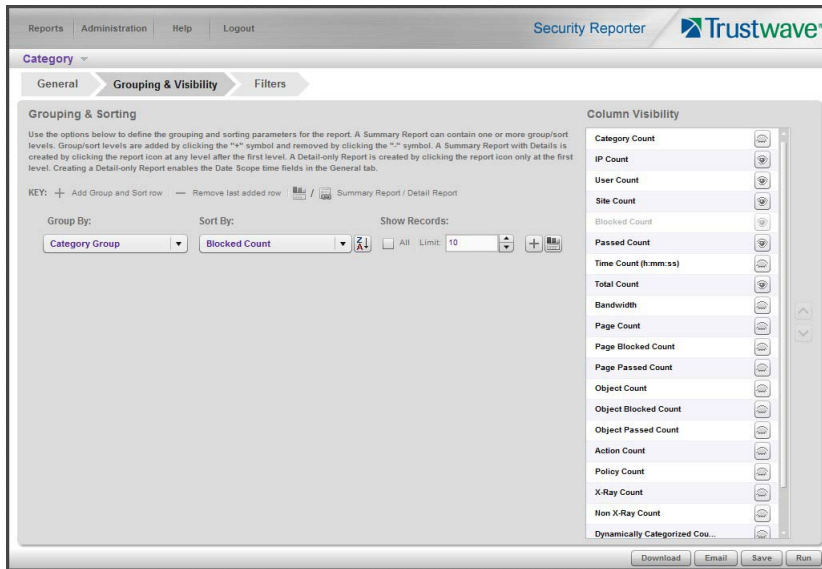 Reports Administration Help Logout
Security Reporter
Trustwave
Category
General Grouping & Visibility Filters
Grouping & Sorting
Use the options below to define the grouping and sorting parameters for the report. A Summary Report can contain one or more group/sort
levels. Group/sort levels are added by clicking the "+" symbol and removed by clicking the "-" symbol. A Summary Report with Details is
created by clicking the report icon at any level after the first level. A Detail-only Report is created by clicking the report icon only at the first
level. Creating a Detail-only Report enables the Date Scope time fields in the General tab.
KEY: + Add Group and Sort row — Remove last added row / Summary Report / Detail Report
Group By: Sort By: Show Records:
Category Group Blocked Count All Limit: 10
Column Visibility
Category Count
IP Count
User Count
Site Count
Blocked Count
Passed Count
Time Count (h:mm:ss)
Total Count
Bandwidth
Page Count
Page Blocked Count
Page Passed Count
Object Count
Object Blocked Count
Object Passed Count
Action Count
Policy Count
X-Ray Count
Non X-Ray Count
Dynamically Categorized Cou...
Download Email Save Run